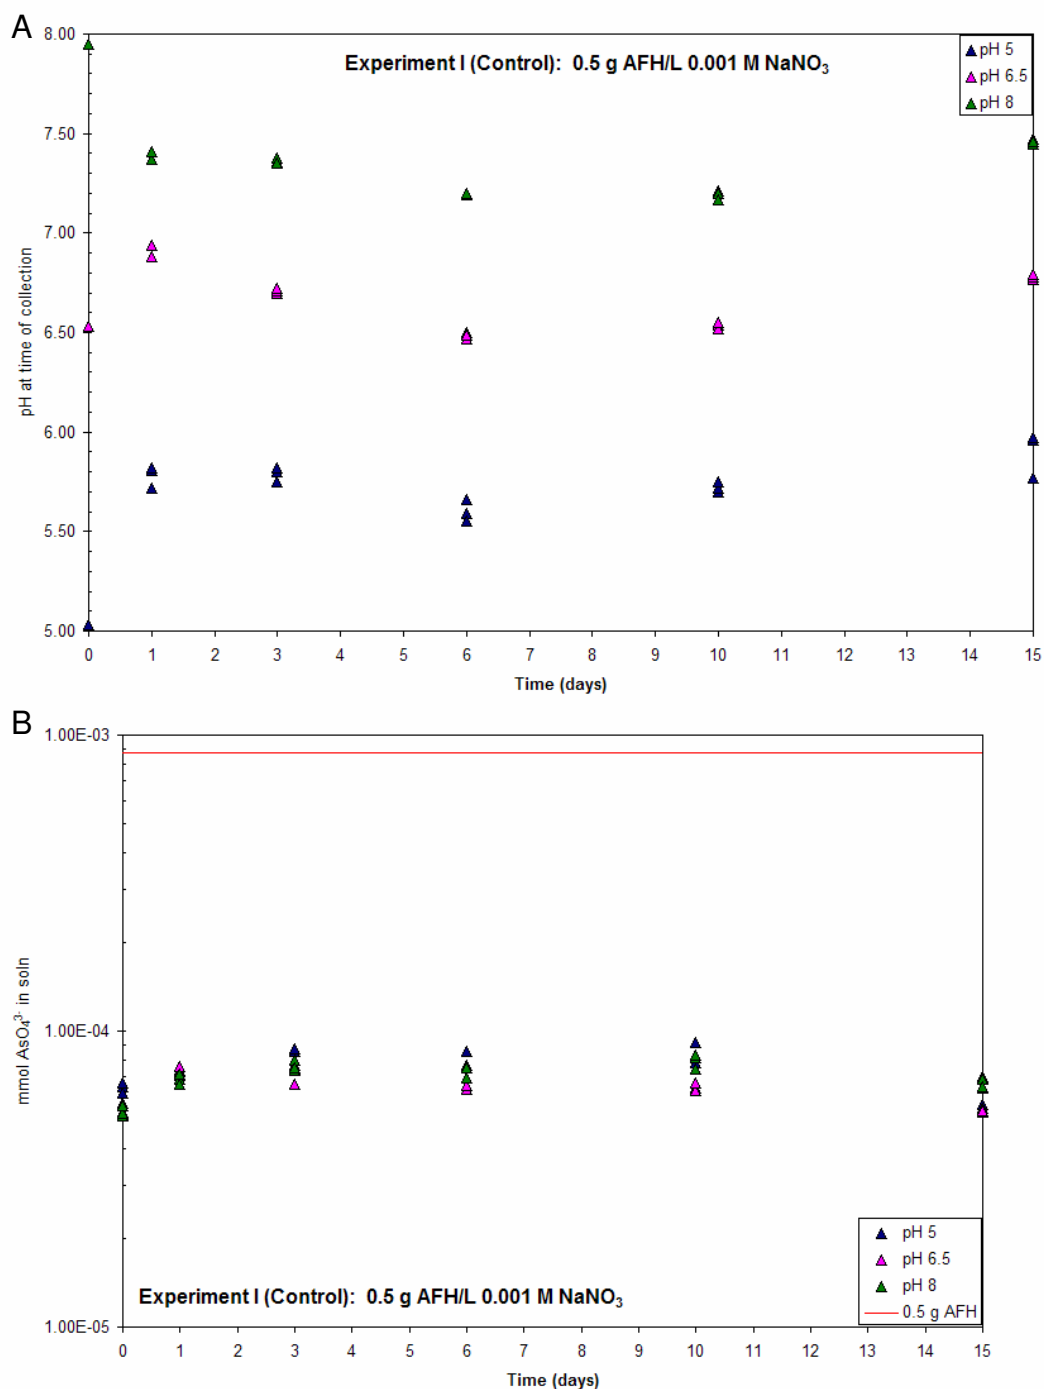 A
Experiment I (Control): 0.5 g AFH/L 0.001 M NaNO₃
pH 5
pH 6.5
pH 8
8.00
7.50
7.00
6.50
6.00
5.50
5.00
pH at time of collection
0 1 2 3 4 5 6 7 8 9 10 11 12 13 14 15
Time (days)
B
1.00E-03
1.00E-04
1.00E-05
mmol AsO₄³⁻ in soln
pH 5
pH 6.5
pH 8
0.5 g AFH
Experiment I (Control): 0.5 g AFH/L 0.001 M NaNO₃
0 1 2 3 4 5 6 7 8 9 10 11 12 13 14 15
Time (days)